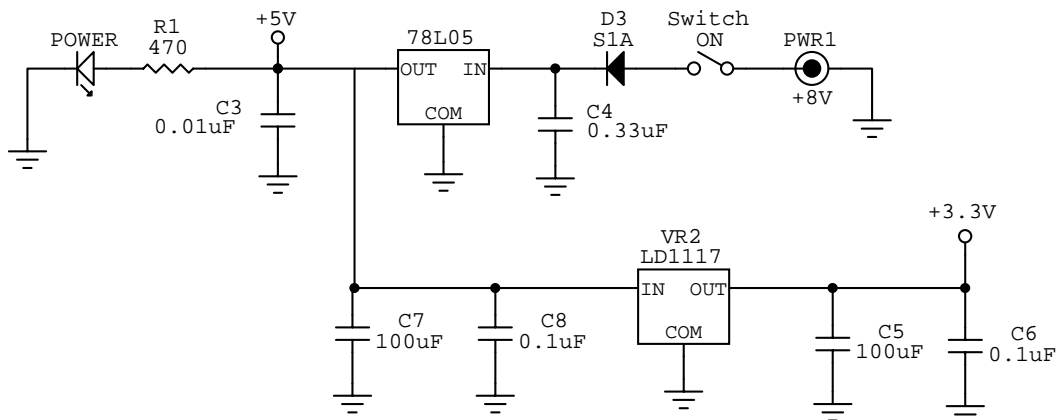 POWER
R1
470
+5V
78L05
OUT IN
COM
D3
S1A
Switch
ON
PWR1
+8V
C3
0.01uF
C4
0.33uF
+3.3V
VR2
LD1117
IN OUT
COM
C7
100uF
C8
0.1uF
C5
100uF
C6
0.1uF